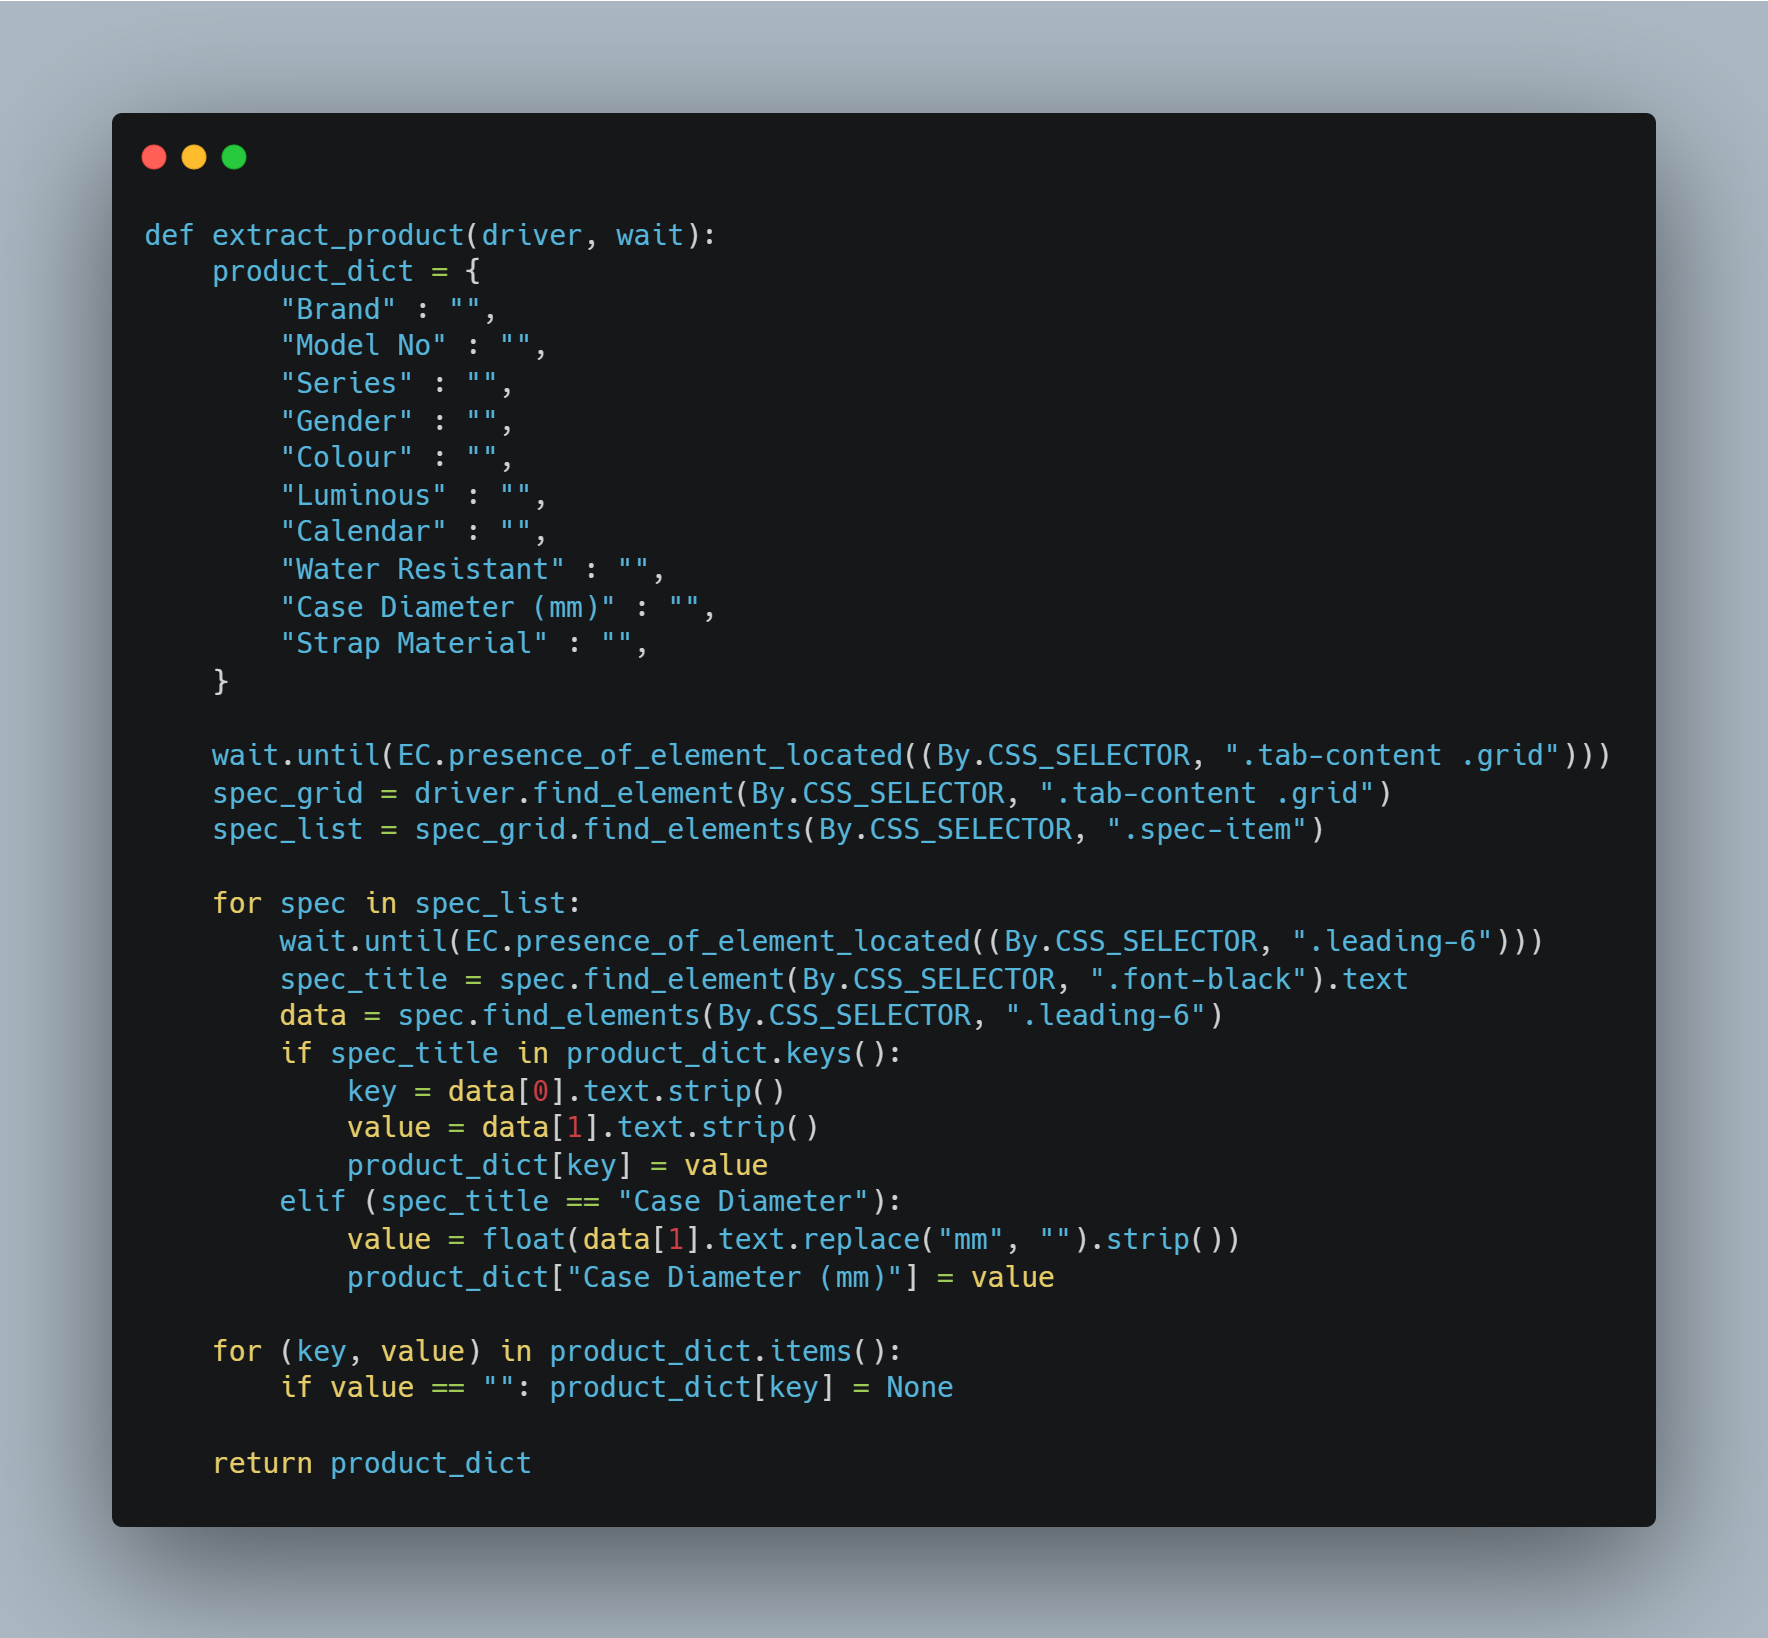 def extract_product(driver, wait):
    product_dict = {
        "Brand" : "",
        "Model No" : "",
        "Series" : "",
        "Gender" : "",
        "Colour" : "",
        "Luminous" : "",
        "Calendar" : "",
        "Water Resistant" : "",
        "Case Diameter (mm)" : "",
        "Strap Material" : "",
    }

    wait.until(EC.presence_of_element_located((By.CSS_SELECTOR, ".tab-content .grid")))
    spec_grid = driver.find_element(By.CSS_SELECTOR, ".tab-content .grid")
    spec_list = spec_grid.find_elements(By.CSS_SELECTOR, ".spec-item")

    for spec in spec_list:
        wait.until(EC.presence_of_element_located((By.CSS_SELECTOR, ".leading-6")))
        spec_title = spec.find_element(By.CSS_SELECTOR, ".font-black").text
        data = spec.find_elements(By.CSS_SELECTOR, ".leading-6")
        if spec_title in product_dict.keys():
            key = data[0].text.strip()
            value = data[1].text.strip()
            product_dict[key] = value
        elif (spec_title == "Case Diameter"):
            value = float(data[1].text.replace("mm", "").strip())
            product_dict["Case Diameter (mm)"] = value

    for (key, value) in product_dict.items():
        if value == "": product_dict[key] = None

    return product_dict